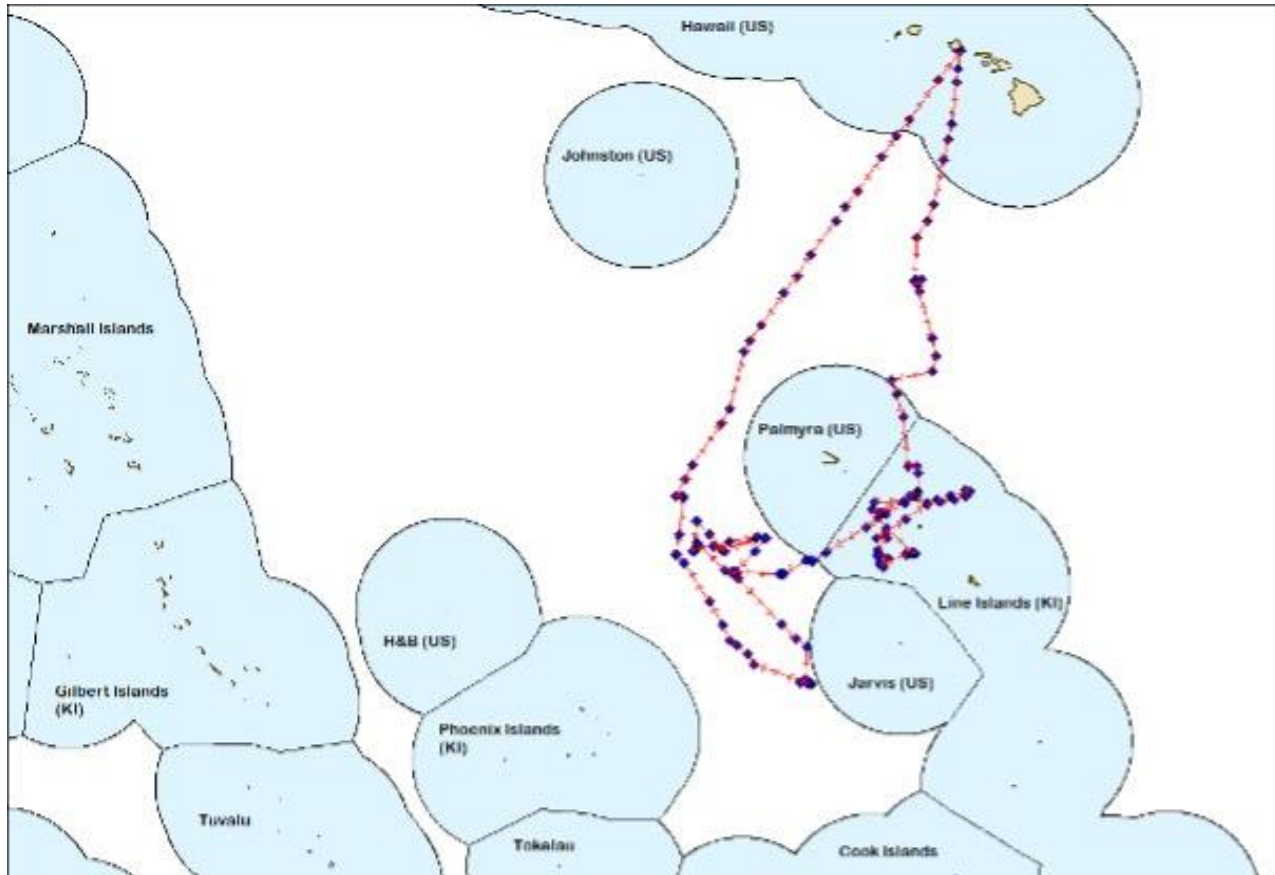 Hawaii (US)
Johnston (US)
Marshall Islands
Palmyra (US)
Line Islands (KI)
H&B (US)
Jarvis (US)
Gilbert Islands
(KI)
Phoenix Islands
(KI)
Tuvalu
Tokelau
Cook Islands